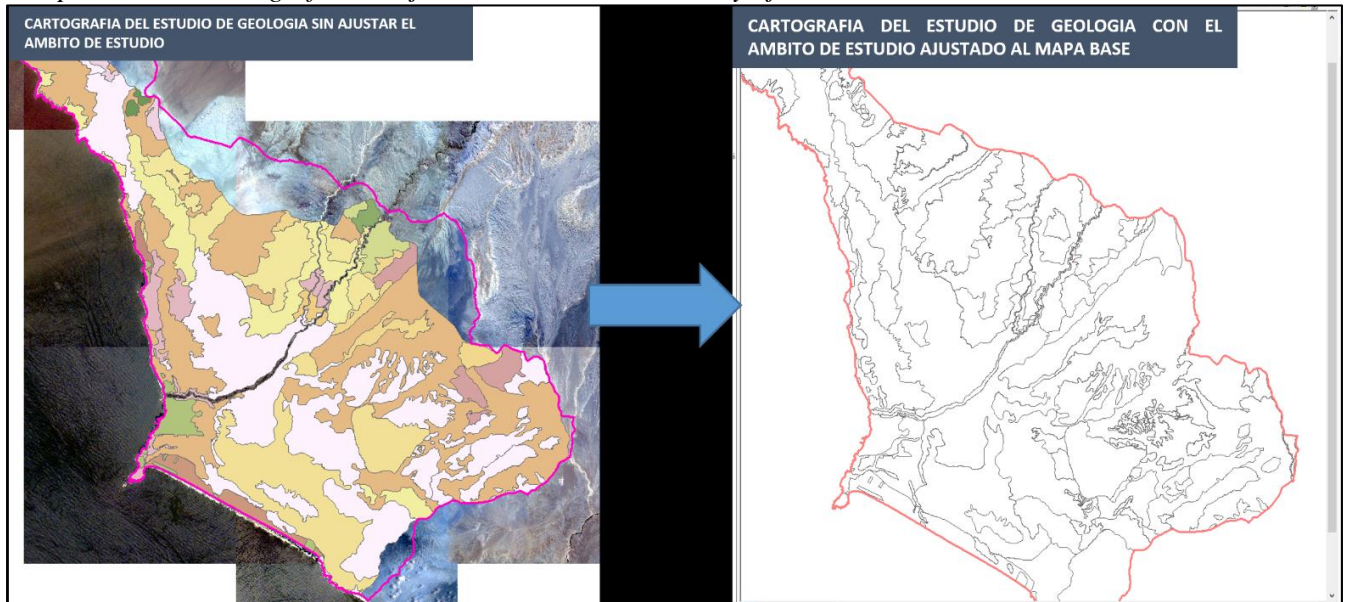 CARTOGRAFIA DEL ESTUDIO DE GEOLOGIA SIN AJUSTAR EL
AMBITO DE ESTUDIO
CARTOGRAFIA DEL ESTUDIO DE GEOLOGIA CON EL
AMBITO DE ESTUDIO AJUSTADO AL MAPA BASE